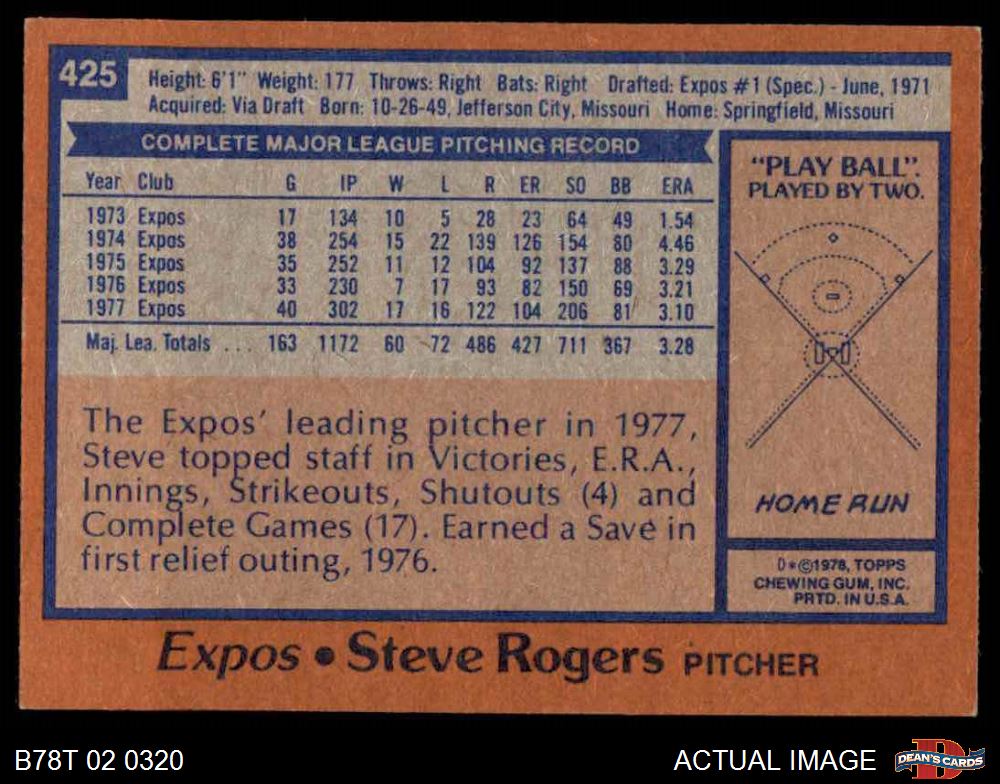 425
Height: 6'1" Weight: 177 Throws: Right Bats: Right Drafted: Expos #1 (Spec.) - June, 1971
Acquired: Via Draft Born: 10-26-49, Jefferson City, Missouri Home: Springfield, Missouri
COMPLETE MAJOR LEAGUE PITCHING RECORD
Year Club G IP W L R ER SO BB ERA
1973 Expos 17 134 10 5 28 23 64 49 1.54
1974 Expos 38 254 15 22 139 126 154 80 4.46
1975 Expos 35 252 11 12 104 92 137 88 3.29
1976 Expos 33 230 7 17 93 82 150 69 3.21
1977 Expos 40 302 17 16 122 104 206 81 3.10
Maj. Lea. Totals ... 163 1172 60 72 486 427 711 367 3.28
The Expos' leading pitcher in 1977,
Steve topped staff in Victories, E.R.A.,
Innings, Strikeouts, Shutouts (4) and
Complete Games (17). Earned a Save in
first relief outing, 1976.
"PLAY BALL".
PLAYED BY TWO.
HOME RUN
D*©1978, TOPPS
CHEWING GUM, INC.
PRTD. IN U.S.A.
Expos • Steve Rogers PITCHER
B78T 02 0320
ACTUAL IMAGE
D
DEAN'S CARDS